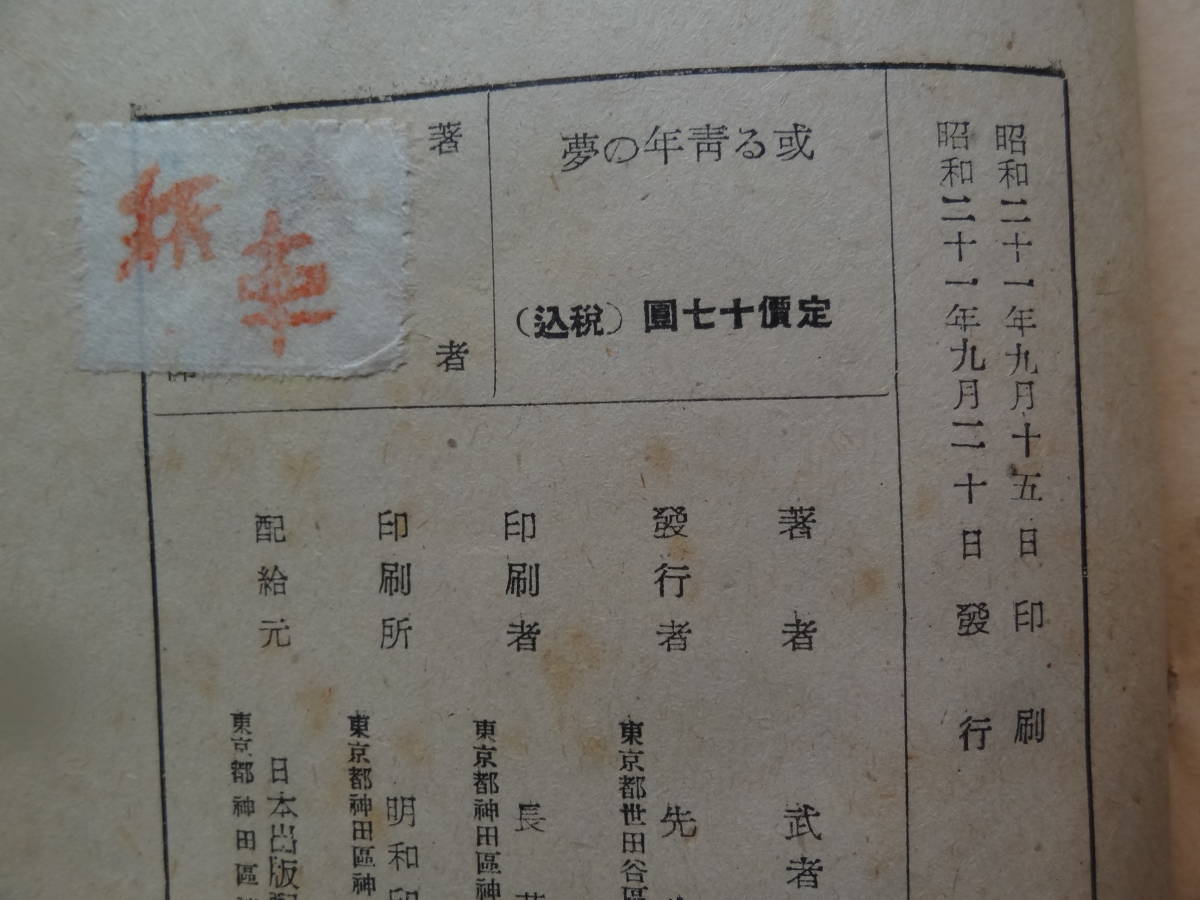 昭和二十一年九月十五日印刷
昭和二十一年九月二十日發行
或る靑年の夢
定價十七圓(税込)
著者
著者
武者
發行者
東京都世田谷區
先
印刷者
東京都神田區神
長
印刷所
東京都神田區神
明和印
配給元
東京都神田區
日本出版配